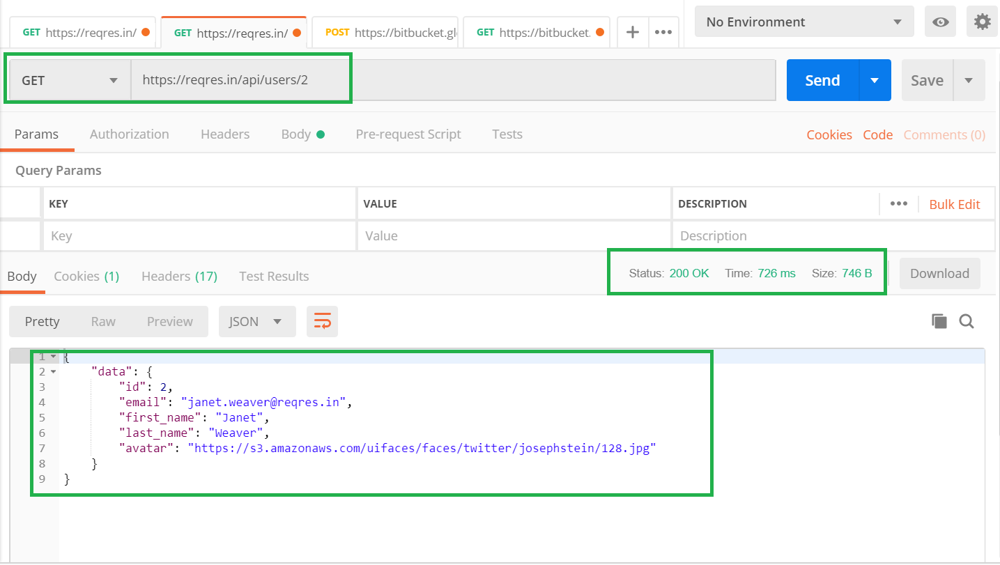 GET https://reqres.in/ GET https://reqres.in/ POST https://bitbucket.gl GET https://bitbucket. No Environment
GET https://reqres.in/api/users/2 Send Save
Params Authorization Headers Body Pre-request Script Tests Cookies Code Comments (0)
Query Params
KEY VALUE DESCRIPTION Bulk Edit
Key Value Description
Body Cookies (1) Headers (17) Test Results Status: 200 OK Time: 726 ms Size: 746 B Download
Pretty Raw Preview JSON
1 {
2 "data": {
3 "id": 2,
4 "email": "janet.weaver@reqres.in",
5 "first_name": "Janet",
6 "last_name": "Weaver",
7 "avatar": "https://s3.amazonaws.com/uifaces/faces/twitter/josephstein/128.jpg"
8 }
9 }